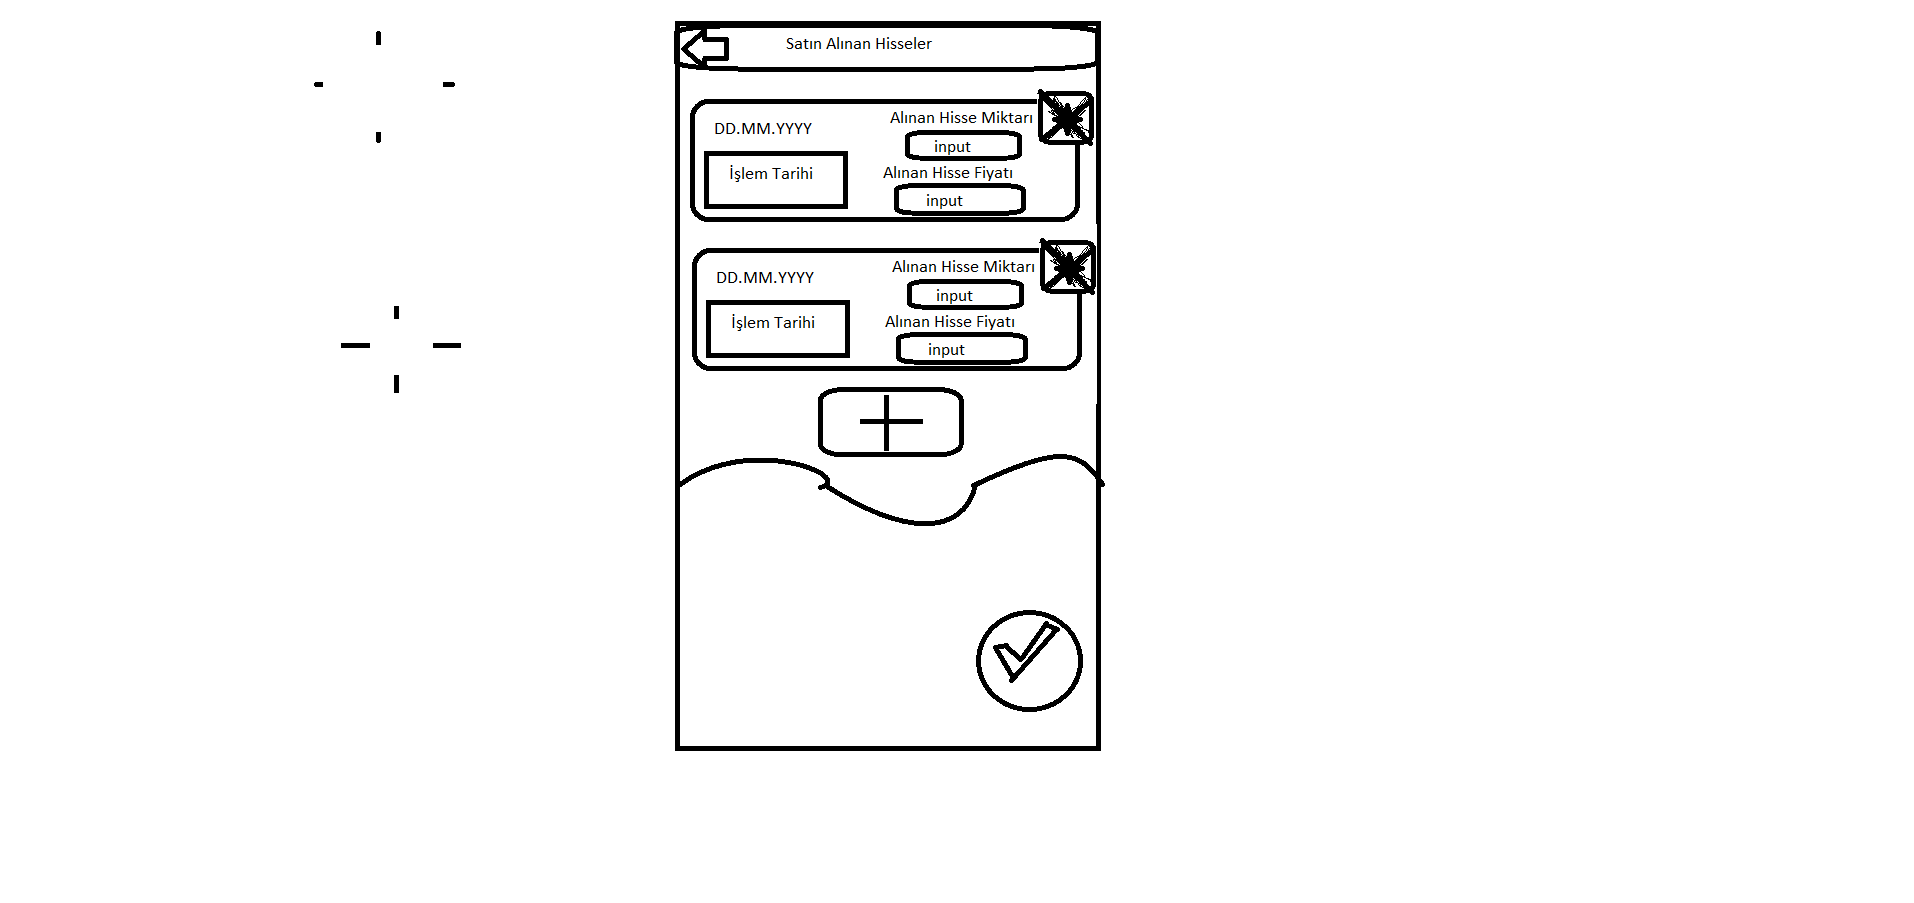 Satın Alınan Hisseler
DD.MM.YYYY
İşlem Tarihi
Alınan Hisse Miktarı
input
Alınan Hisse Fiyatı
input
DD.MM.YYYY
İşlem Tarihi
Alınan Hisse Miktarı
input
Alınan Hisse Fiyatı
input